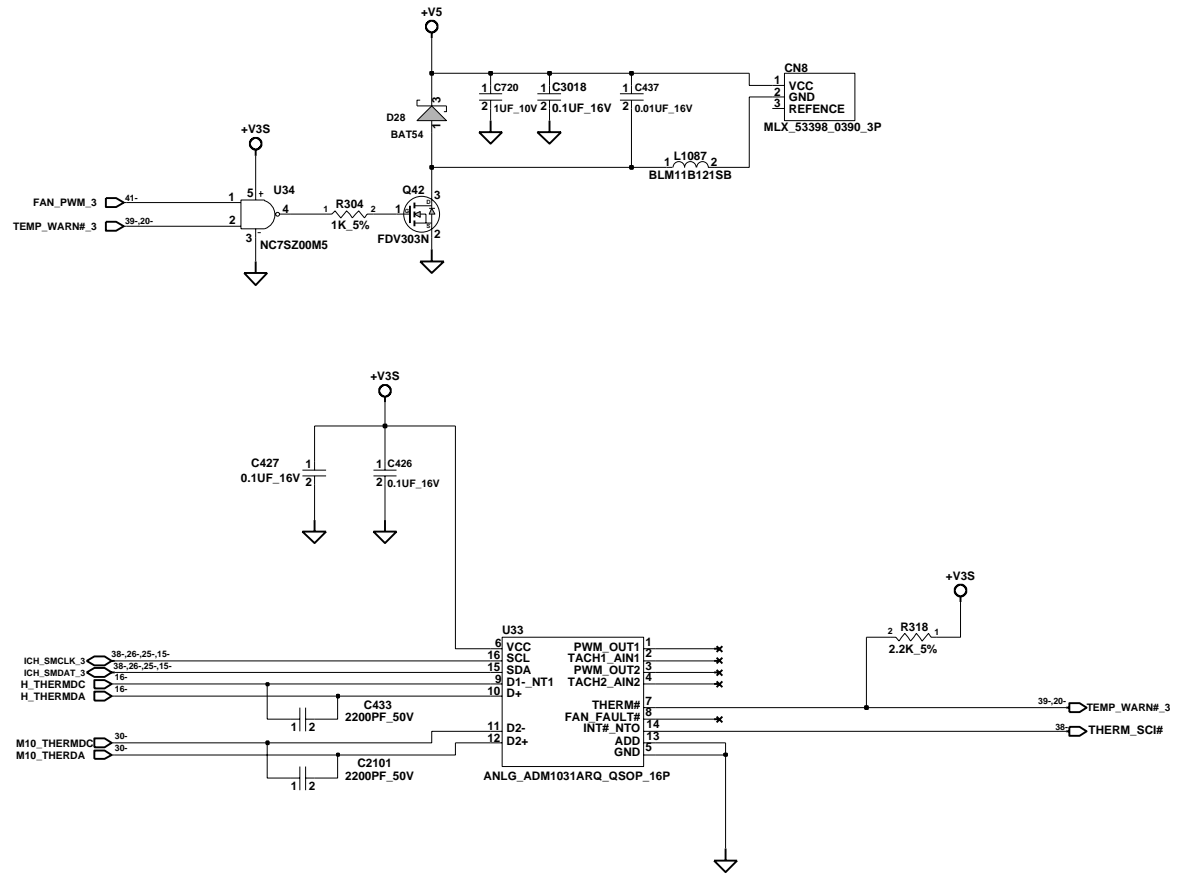 +V5
CN8
1 VCC
2 GND
3 REFENCE
MLX_53398_0390_3P
1 C720
2 1UF_10V
1 C3018
2 0.1UF_16V
1 C437
2 0.01UF_16V
3
D28
BAT54
1
+V3S
L1087
1 2
BLM11B121SB
FAN_PWM_3 41- 1
5 + U34
4
1 R304 2
1K_5%
Q42
3
D
1 G
S
2
FDV303N
TEMP_WARN#_3 39-,20- 2
3 -
NC7SZ00M5
+V3S
C427 1
0.1UF_16V 2
1 C426
2 0.1UF_16V
+V3S
2 R318 1
2.2K_5%
U33
6 VCC
PWM_OUT1 1
ICH_SMCLK_3 38-,26-,25-,15- 16 SCL
TACH1_AIN1 2
ICH_SMDAT_3 38-,26-,25-,15- 15 SDA
PWM_OUT2 3
H_THERMDC 16- 9 D1-_NT1
TACH2_AIN2 4
H_THERMDA 16- 10 D+
C433
1 2 2200PF_50V
THERM# 7
39-,20- TEMP_WARN#_3
FAN_FAULT# 8
INT#_NTO 14
38- THERM_SCI#
M10_THERMDC 30- 11 D2-
M10_THERDA 30- 12 D2+
ADD 13
GND 5
C2101
1 2 2200PF_50V
ANLG_ADM1031ARQ_QSOP_16P